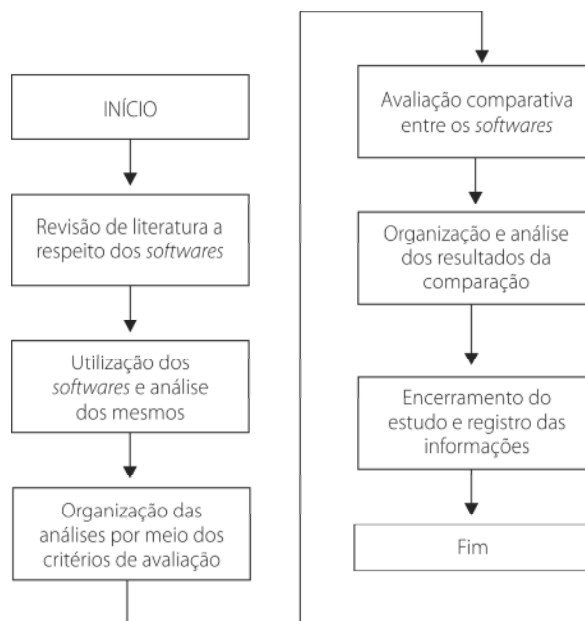 INÍCIO
Revisão de literatura a
respeito dos softwares
Utilização dos
softwares e análise
dos mesmos
Organização das
análises por meio dos
critérios de avaliação
Avaliação comparativa
entre os softwares
Organização e análise
dos resultados da
comparação
Encerramento do
estudo e registro das
informações
Fim